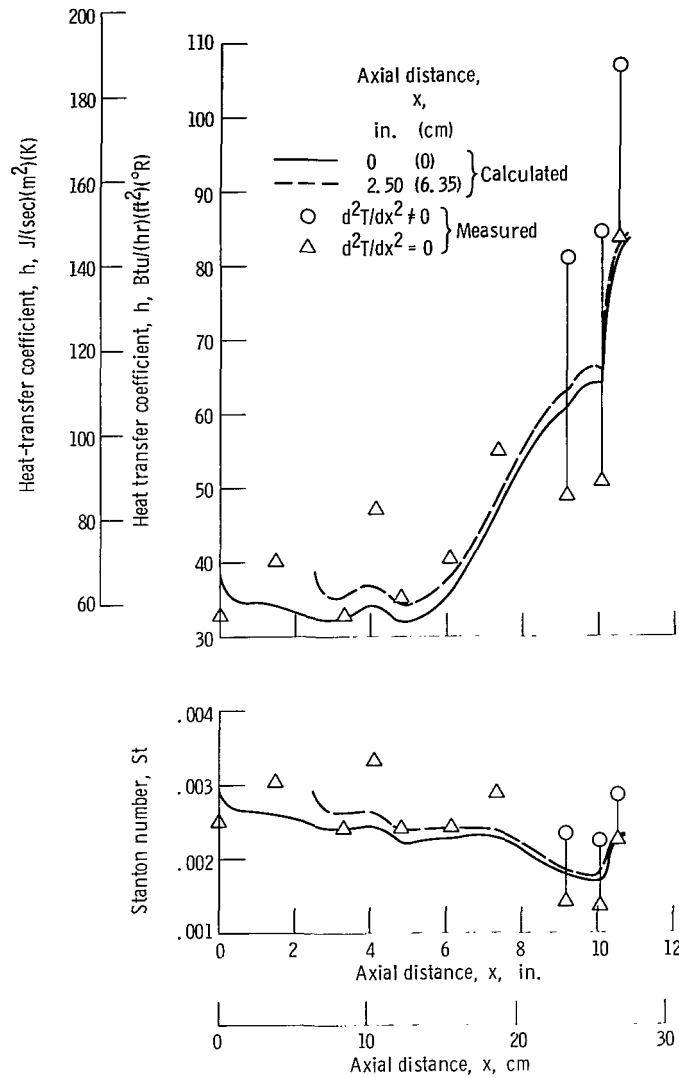 Heat-transfer coefficient, h, J/(sec)(m²)(K)
200
180
160
140
120
100
80
60
Heat transfer coefficient, h, Btu/(hr)(ft²)(°R)
110
100
90
80
70
60
50
40
30
Axial distance,
x,
in. (cm)
0 (0)
2.50 (6.35)
Calculated
d²T/dx² ≠ 0
d²T/dx² = 0
Measured
Stanton number, St
.004
.003
.002
.001
0 2 4 6 8 10 12
Axial distance, x, in.
0 10 20 30
Axial distance, x, cm